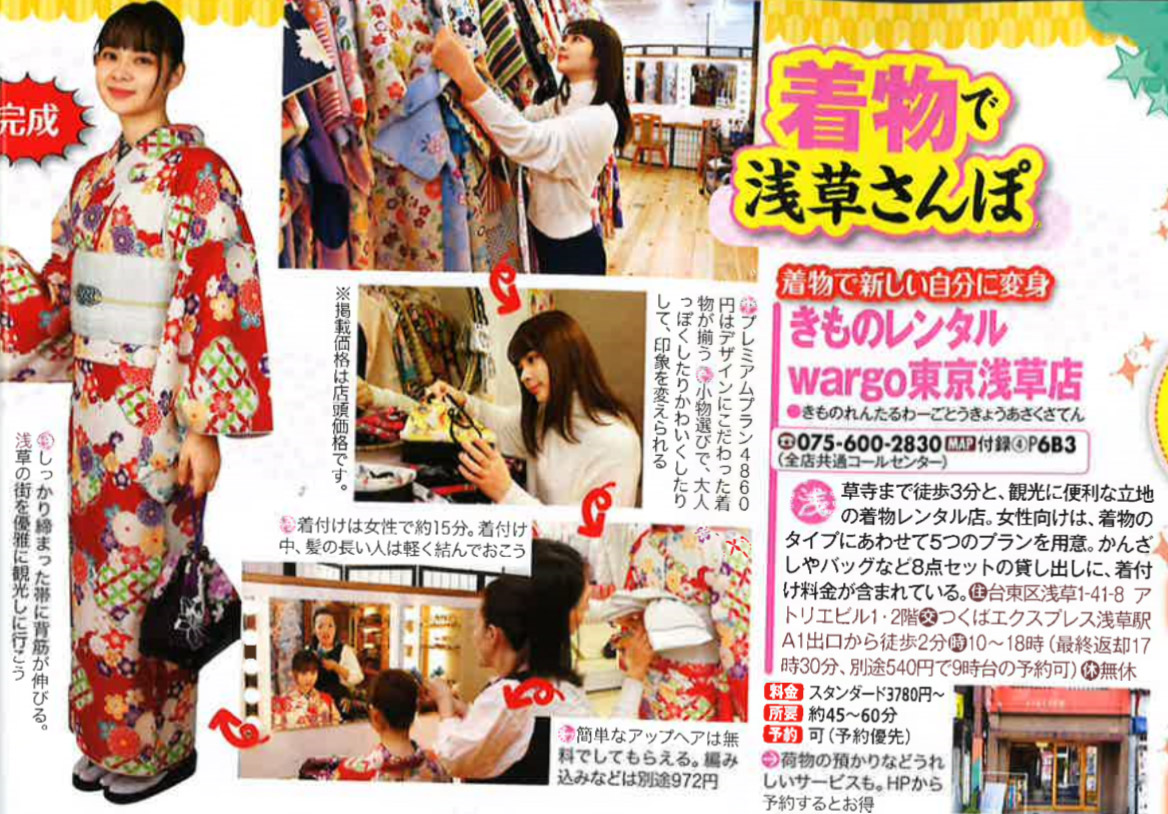 着物で
浅草さんぽ
着物で新しい自分に変身
きものレンタル
wargo東京浅草店
●きものれんたるわーごとうきょうあさくさてん
☎075-600-2830 MAP付録④P6B3
(全店共通コールセンター)
浅草寺まで徒歩3分と、観光に便利な立地
の着物レンタル店。女性向けは、着物の
タイプにあわせて5つのプランを用意。かんざ
しやバッグなど8点セットの貸し出しに、着付
け料金が含まれている。住台東区浅草1-41-8 ア
トリエビル1・2階交つくばエクスプレス浅草駅
A1出口から徒歩2分時10～18時(最終返却17
時30分、別途540円で9時台の予約可)休無休
料金 スタンダード3780円～
所要 約45～60分
予約 可(予約優先)
荷物の預かりなどうれ
しいサービスも。HPから
予約するとお得
プレミアムプラン4860
円はデザインにこだわった着
物が揃う 小物選びで、大人
っぽくしたりかわいくしたり
して、印象を変えられる
※掲載価格は店頭価格です。
着付けは女性で約15分。着付け
中、髪の長い人は軽く結んでおこう
簡単なアップヘアは無
料でしてもらえる。編み
込みなどは別途972円
完成
しっかり締まった帯に背筋が伸びる。
浅草の街を優雅に観光しに行こう